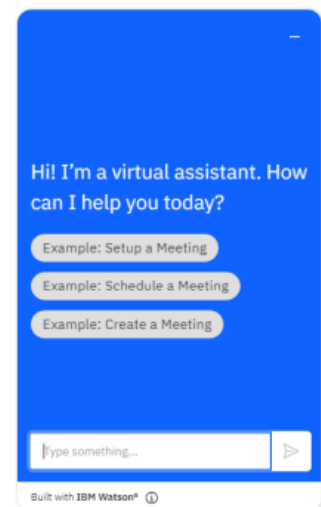 Hi! I'm a virtual assistant. How
can I help you today?
Example: Setup a Meeting
Example: Schedule a Meeting
Example: Create a Meeting
Type something...
Built with IBM Watson®